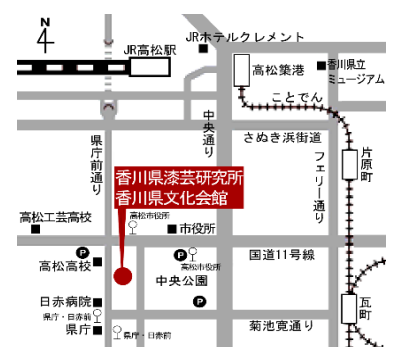 N
4
JR高松駅
JRホテルクレメント
高松築港
香川県立
ミュージアム
ことでん
中央通り
さぬき浜街道
県庁前通り
フェリー通り
片原町
香川県漆芸研究所
香川県文化会館
高松工芸高校
高松市役所
市役所
P
高松高校
P
高松市役所
国道11号線
中央公園
日赤病院
P
瓦町
県庁・日赤前
県庁
県庁・日赤前
菊池寛通り